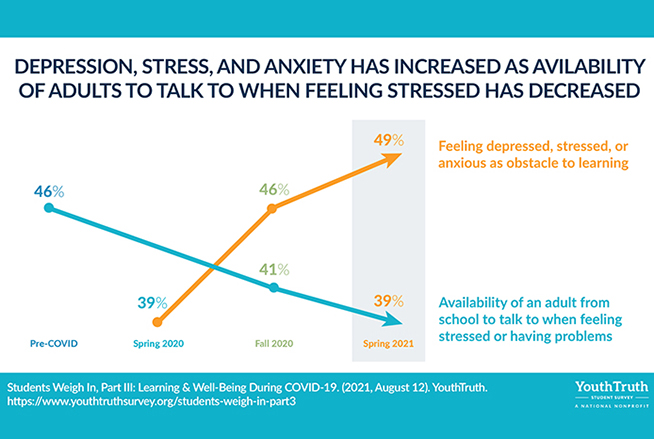 DEPRESSION, STRESS, AND ANXIETY HAS INCREASED AS AVILABILITY
OF ADULTS TO TALK TO WHEN FEELING STRESSED HAS DECREASED
49%
Feeling depressed, stressed, or
anxious as obstacle to learning
46%
46%
41%
39%
39%
Availability of an adult from
school to talk to when feeling
stressed or having problems
Pre-COVID
Spring 2020
Fall 2020
Spring 2021
Students Weigh In, Part III: Learning & Well-Being During COVID-19. (2021, August 12). YouthTruth.
https://www.youthtruthsurvey.org/students-weigh-in-part3
YouthTruth
STUDENT SURVEY
A NATIONAL NONPROFIT